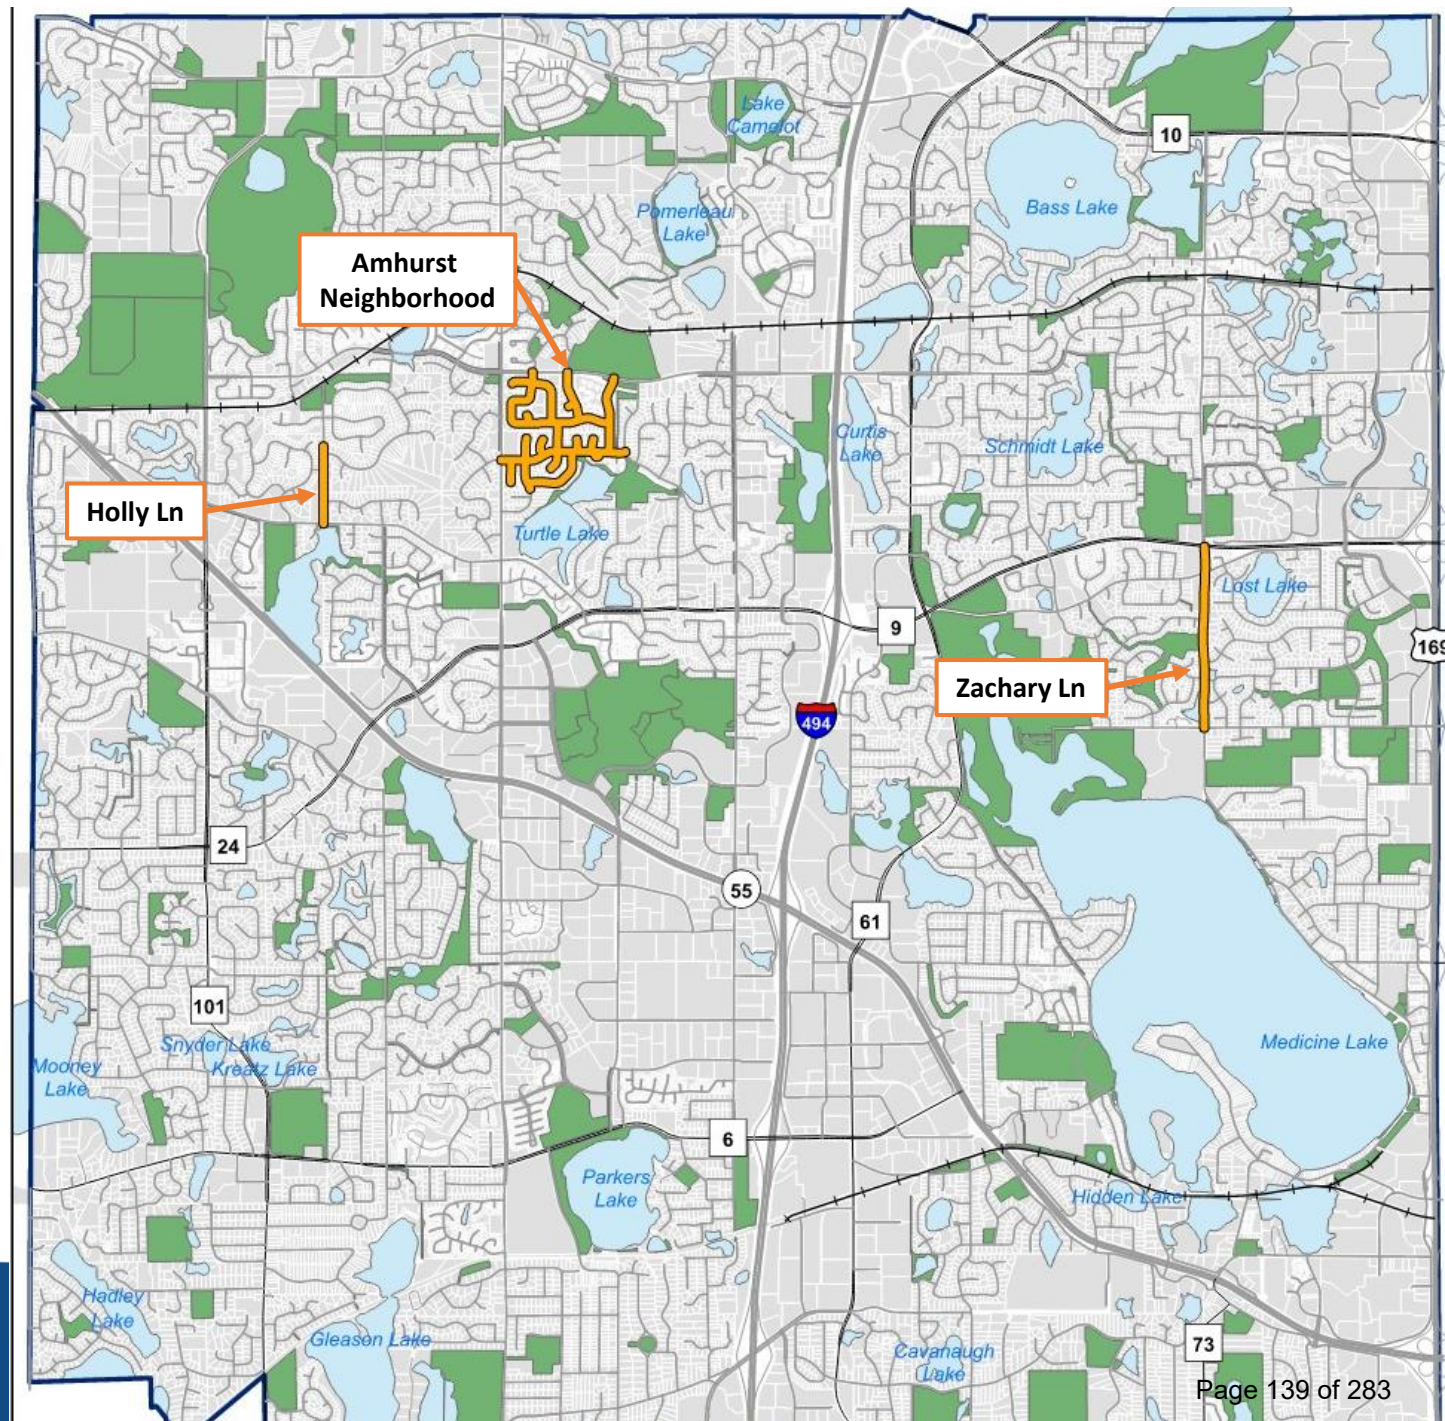 Lake
Camelot
10
Pomerleau
Lake
Bass Lake
Amhurst
Neighborhood
Curtis
Lake
Schmidt Lake
Holly Ln
Turtle Lake
Lost Lake
9
169
Zachary Ln
494
24
55
61
101
Snyder Lake
Kreatz Lake
Mooney
Lake
Medicine Lake
6
Parkers
Lake
Hidden Lake
Hadley
Lake
Gleason Lake
Cavanaugh
Lake
73
Page 139 of 283